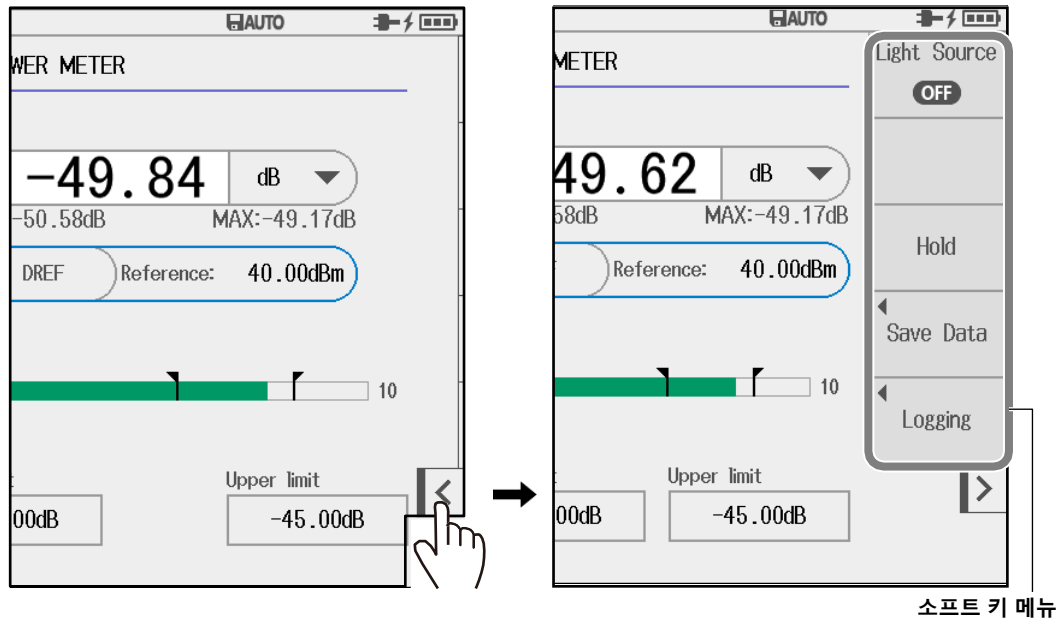 AUTO
WER METER
-49.84 dB
-50.58dB MAX:-49.17dB
DREF Reference: 40.00dBm
10
Upper limit
00dB -45.00dB
AUTO
METER
49.62 dB
58dB MAX:-49.17dB
Reference: 40.00dBm
10
Upper limit
00dB -45.00dB
Light Source
OFF
Hold
Save Data
Logging
소프트 키 메뉴